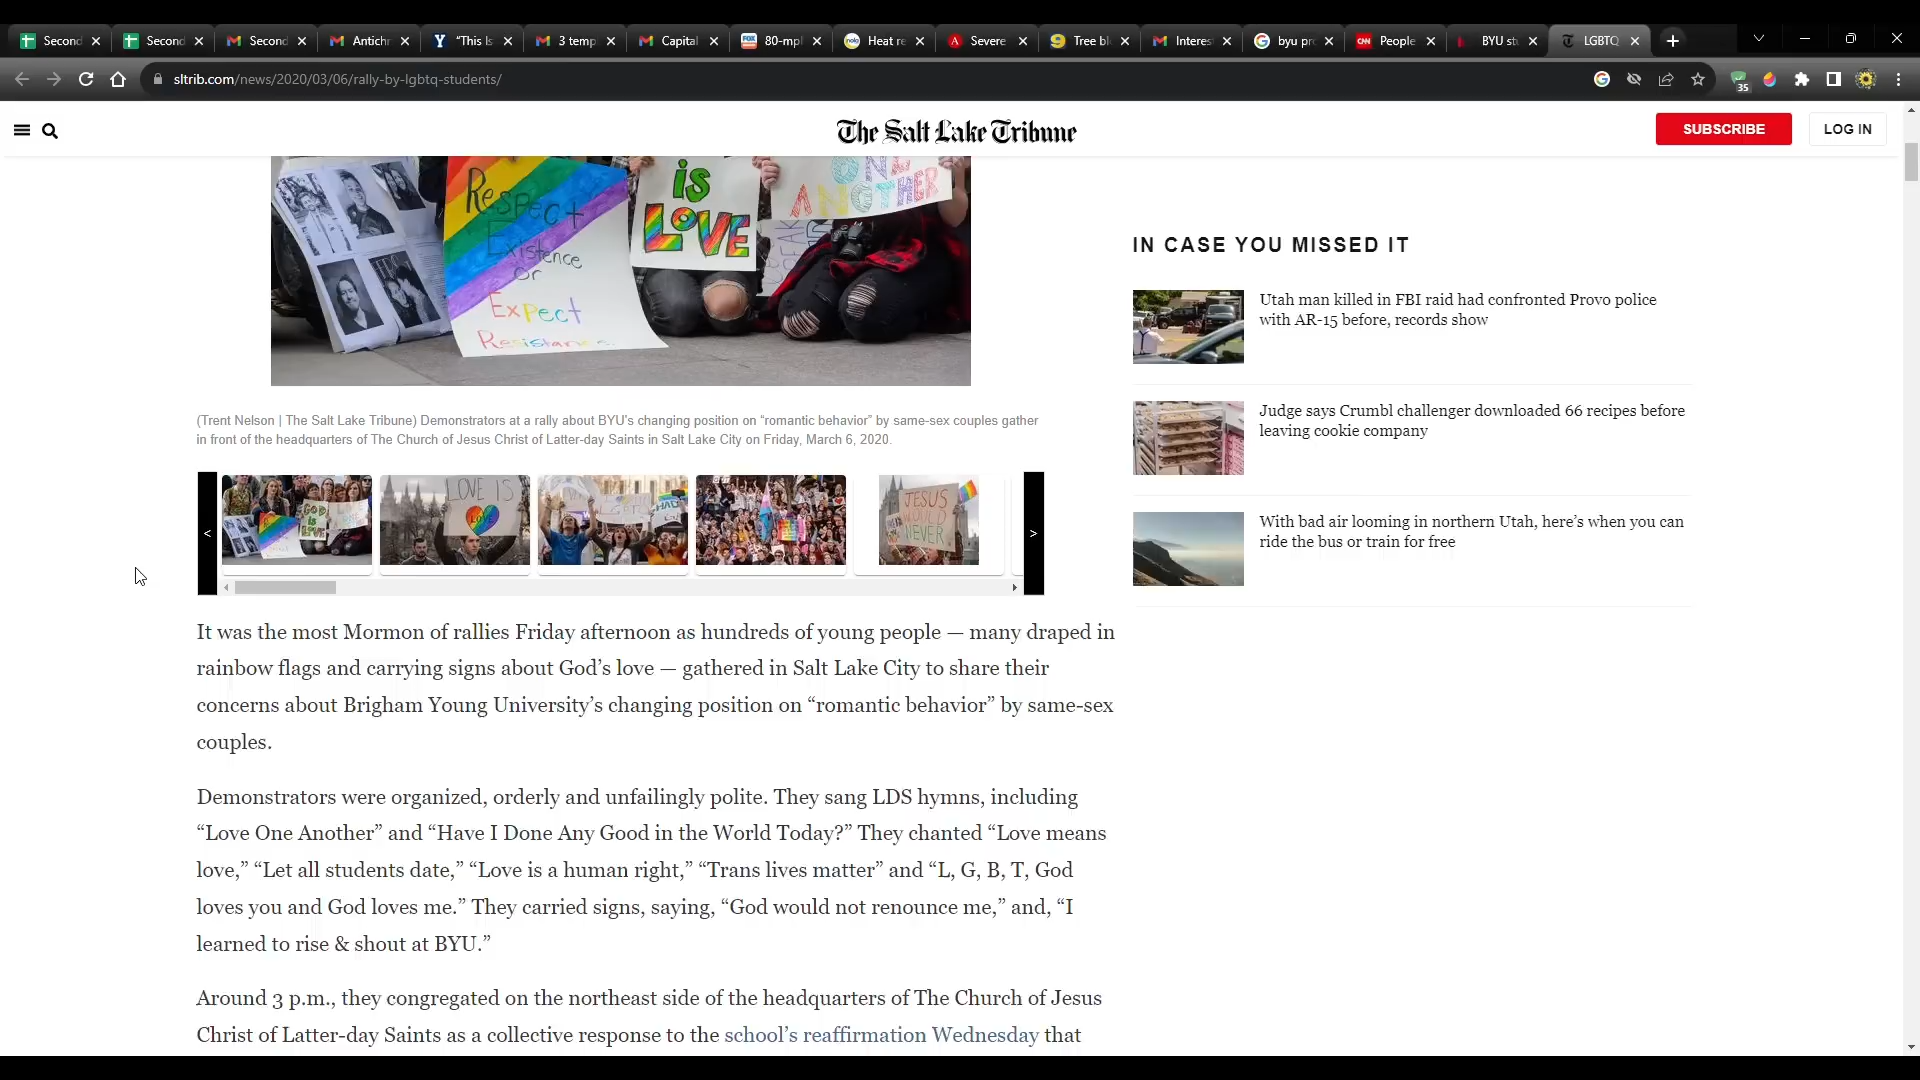 Second
Second
Second
Antichr
"This Is
3 temp
Capital
80-mpl
Heat re
Severe
Tree bl
Interes
byu pr
People
BYU stu
LGBTQ
sltrib.com/news/2020/03/06/rally-by-lgbtq-students/
35
The Salt Lake Tribune
SUBSCRIBE
LOG IN
Respect
Existence
or
Expect
Resistance
is
LOVE
ONE
ANOTHER
IN CASE YOU MISSED IT
Utah man killed in FBI raid had confronted Provo police
with AR-15 before, records show
Judge says Crumbl challenger downloaded 66 recipes before
leaving cookie company
With bad air looming in northern Utah, here's when you can
ride the bus or train for free
(Trent Nelson | The Salt Lake Tribune) Demonstrators at a rally about BYU's changing position on “romantic behavior” by same-sex couples gather
in front of the headquarters of The Church of Jesus Christ of Latter-day Saints in Salt Lake City on Friday, March 6, 2020.
<
GOD
is
LOVE
LOVE IS
LOVE
LGBT
JESUS
WOULD
NEVER
>
It was the most Mormon of rallies Friday afternoon as hundreds of young people — many draped in
rainbow flags and carrying signs about God’s love — gathered in Salt Lake City to share their
concerns about Brigham Young University’s changing position on “romantic behavior” by same-sex
couples.
Demonstrators were organized, orderly and unfailingly polite. They sang LDS hymns, including
“Love One Another” and “Have I Done Any Good in the World Today?” They chanted “Love means
love,” “Let all students date,” “Love is a human right,” “Trans lives matter” and “L, G, B, T, God
loves you and God loves me.” They carried signs, saying, “God would not renounce me,” and, “I
learned to rise & shout at BYU.”
Around 3 p.m., they congregated on the northeast side of the headquarters of The Church of Jesus
Christ of Latter-day Saints as a collective response to the school’s reaffirmation Wednesday that